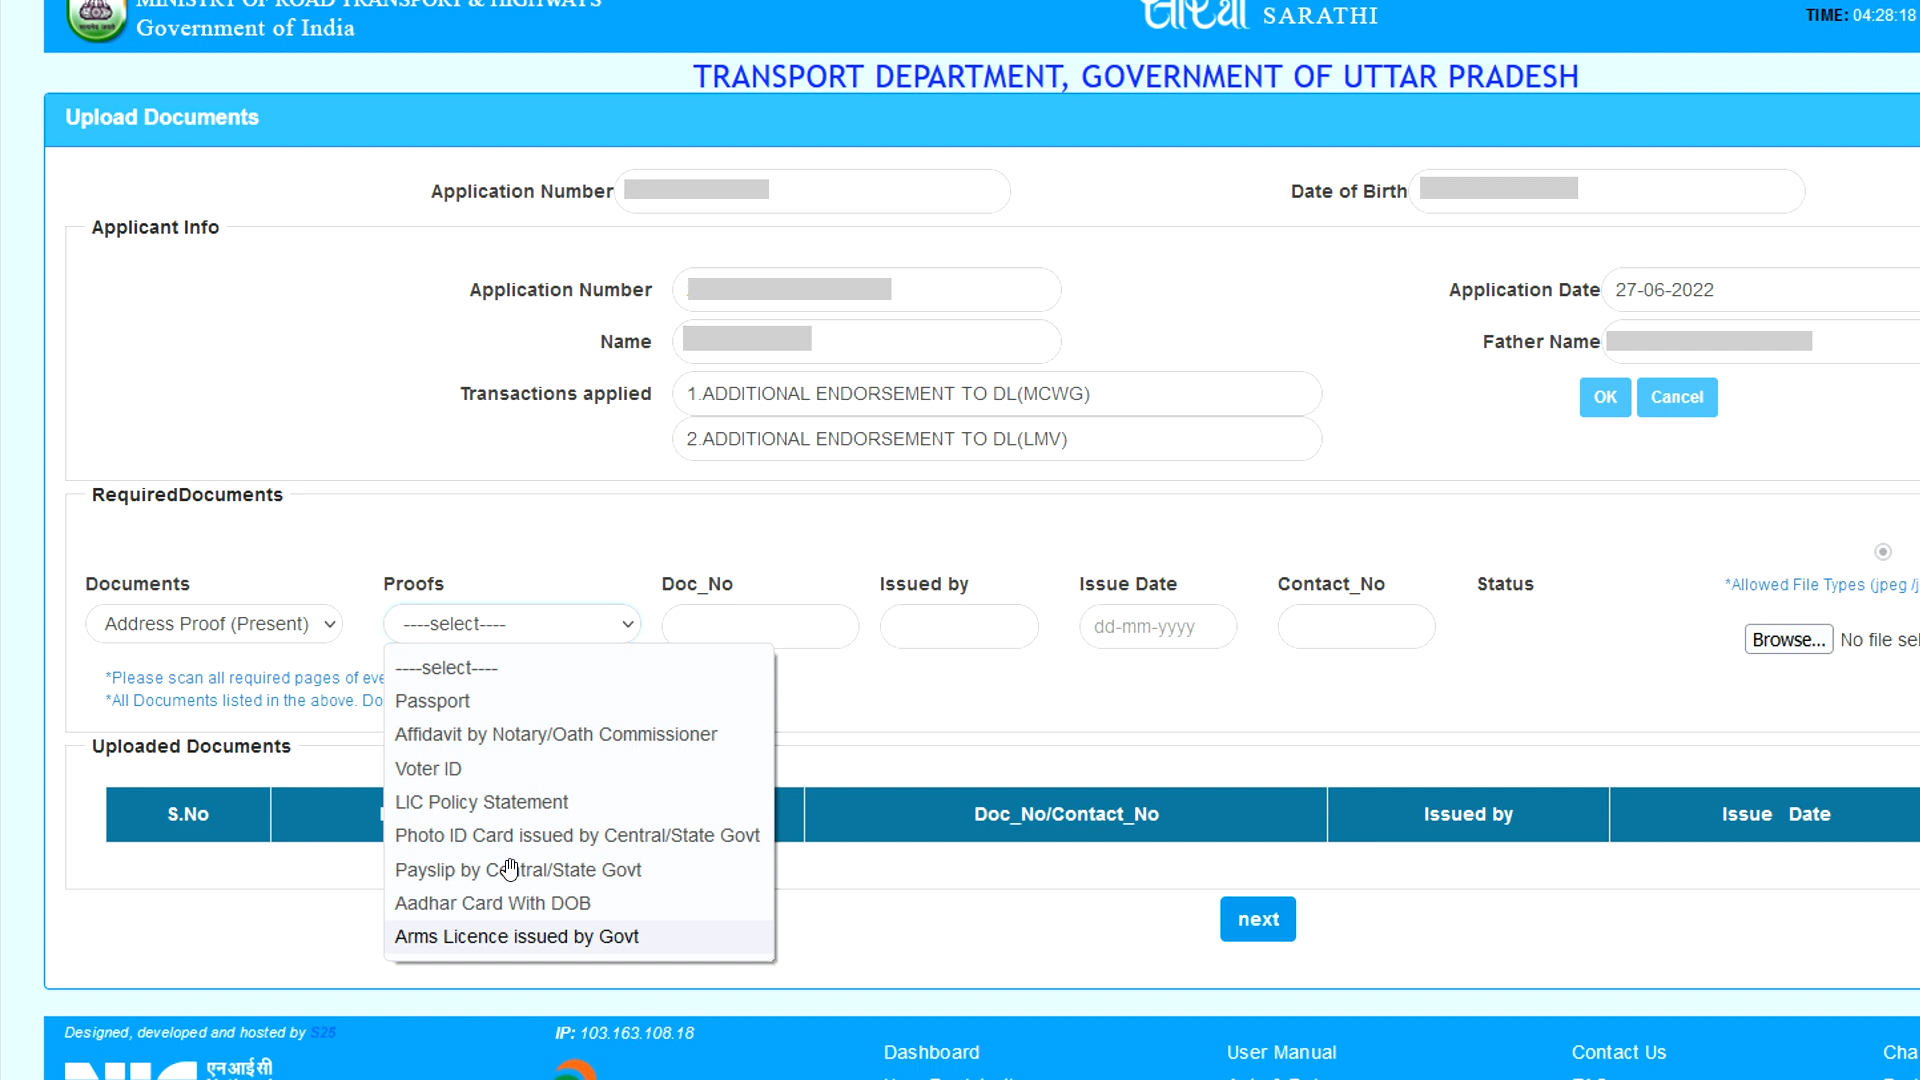 MINISTRY OF ROAD TRANSPORT & HIGHWAYS
Government of India
SARATHI
TIME: 04:28:18
TRANSPORT DEPARTMENT, GOVERNMENT OF UTTAR PRADESH
Upload Documents
Application Number
Date of Birth
Applicant Info
Application Number
Application Date 27-06-2022
Name
Father Name
Transactions applied 1.ADDITIONAL ENDORSEMENT TO DL(MCWG)
OK Cancel
2.ADDITIONAL ENDORSEMENT TO DL(LMV)
RequiredDocuments
Documents Proofs Doc_No Issued by Issue Date Contact_No Status *Allowed File Types (jpeg /j
Address Proof (Present) ----select---- dd-mm-yyyy
Browse... No file sel
*Please scan all required pages of eve
*All Documents listed in the above. Do
----select----
Passport
Affidavit by Notary/Oath Commissioner
Voter ID
LIC Policy Statement
Photo ID Card issued by Central/State Govt
Payslip by Central/State Govt
Aadhar Card With DOB
Arms Licence issued by Govt
Uploaded Documents
S.No Doc_No/Contact_No Issued by Issue Date
next
Designed, developed and hosted by S25
IP: 103.163.108.18
Dashboard User Manual Contact Us Cha
NIC एनआईसी